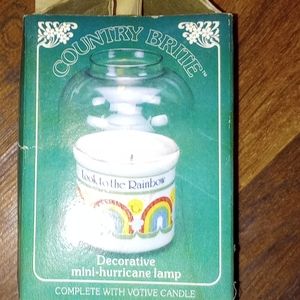 COUNTRY BRITE™
Look to the Rainbow
Decorative
mini-hurricane lamp
COMPLETE WITH VOTIVE CANDLE